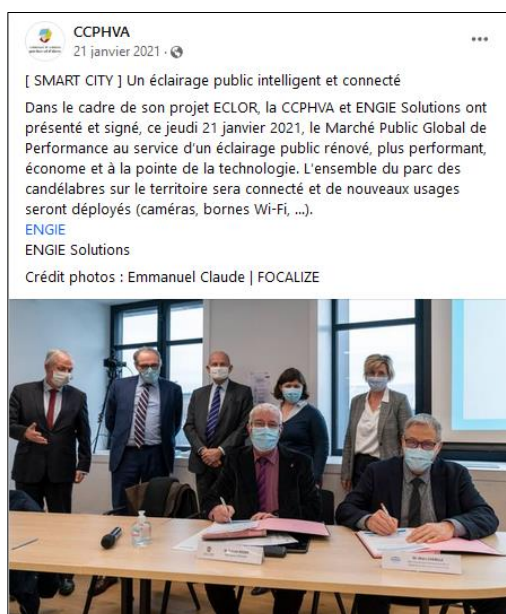 CCPHVA
21 janvier 2021 ·
[ SMART CITY ] Un éclairage public intelligent et connecté
Dans le cadre de son projet ECLOR, la CCPHVA et ENGIE Solutions ont
présenté et signé, ce jeudi 21 janvier 2021, le Marché Public Global de
Performance au service d'un éclairage public rénové, plus performant,
économe et à la pointe de la technologie. L'ensemble du parc des
candélabres sur le territoire sera connecté et de nouveaux usages
seront déployés (caméras, bornes Wi-Fi, ...).
ENGIE
ENGIE Solutions
Crédit photos : Emmanuel Claude | FOCALIZE